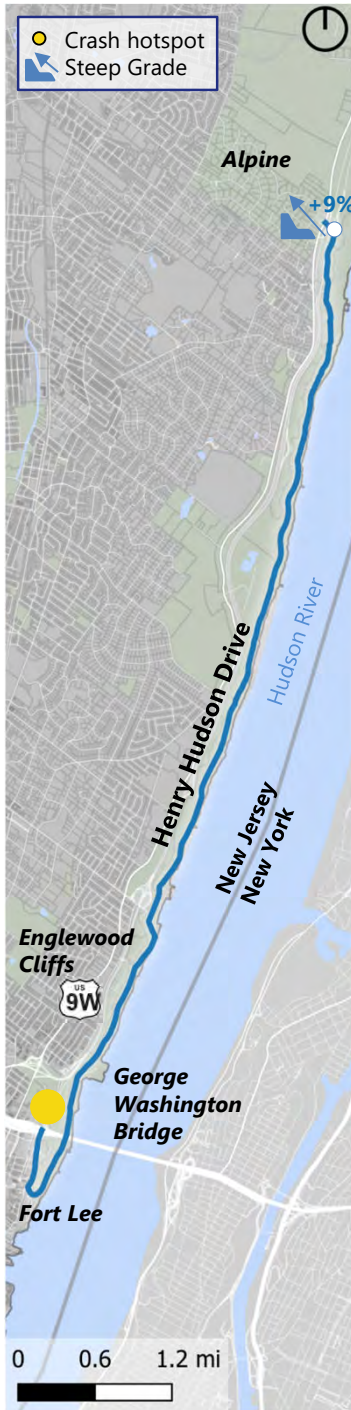 Crash hotspot
Steep Grade
Alpine
+9%
Hudson River
Henry Hudson Drive
New Jersey
New York
Englewood
Cliffs
US
9W
George
Washington
Bridge
Fort Lee
0 0.6 1.2 mi